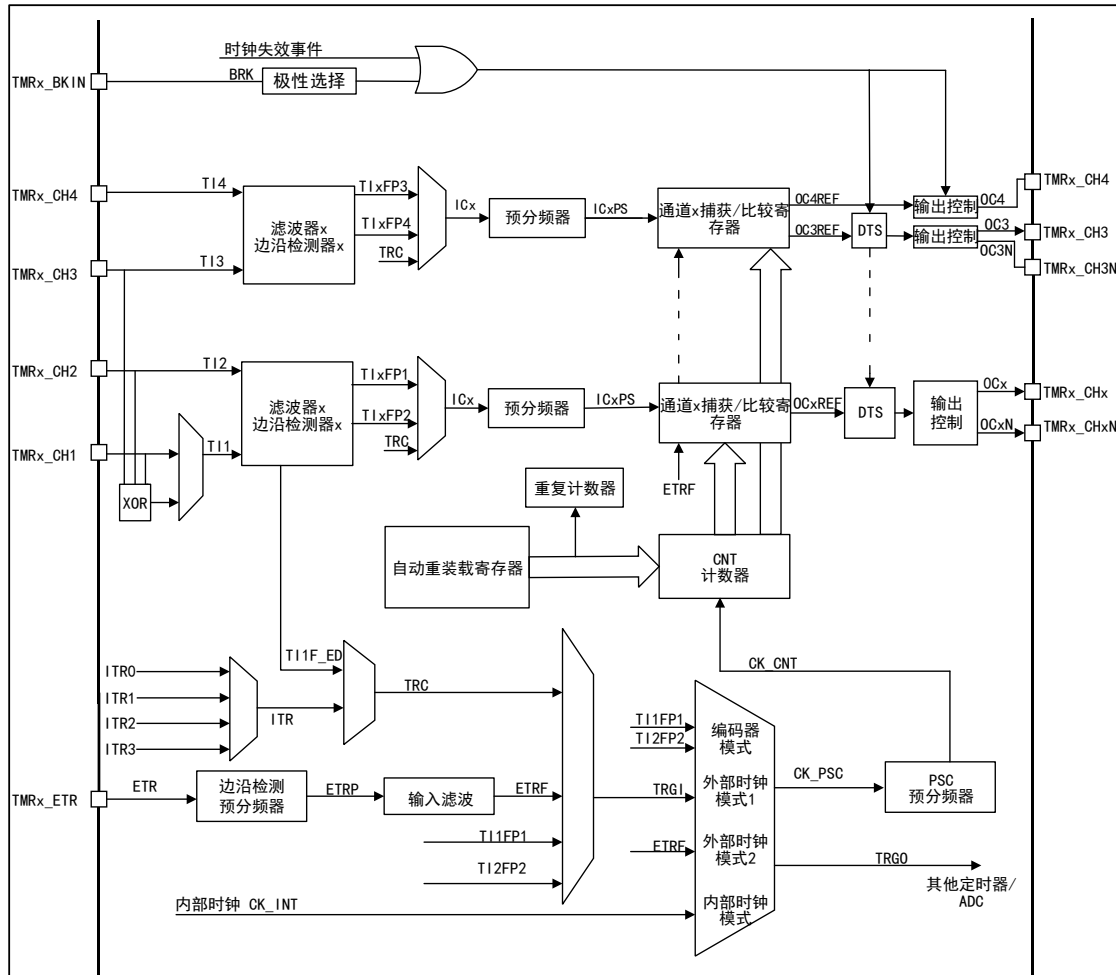 时钟失效事件
TMRx_BKIN
BRK
极性选择
TMRx_CH4
TI4
TIxFP3
滤波器x
边沿检测器x
TIxFP4
TRC
ICx
预分频器
ICxPS
通道x捕获/比较寄
存器
OC4REF
OC3REF
DTS
输出控制
OC4
TMRx_CH4
输出控制
OC3
TMRx_CH3
OC3N
TMRx_CH3N
TMRx_CH3
TI3
TMRx_CH2
TI2
TIxFP1
滤波器x
边沿检测器x
TIxFP2
TRC
ICx
预分频器
ICxPS
通道x捕获/比较寄
存器
OCxREF
DTS
输出
控制
OCx
TMRx_CHx
OCxN
TMRx_CHxN
TMRx_CH1
TI1
XOR
ETRF
重复计数器
自动重装载寄存器
CNT
计数器
CK_CNT
TI1F_ED
TRC
ITR0
ITR1
ITR2
ITR3
ITR
TMRx_ETR
ETR
边沿检测
预分频器
ETRP
输入滤波
ETRF
TI1FP1
TI2FP2
TRGI
TI1FP1
TI2FP2
编码器
模式
外部时钟
模式1
ETRF
外部时钟
模式2
内部时钟
模式
CK_PSC
PSC
预分频器
TRGO
其他定时器/
ADC
内部时钟 CK_INT